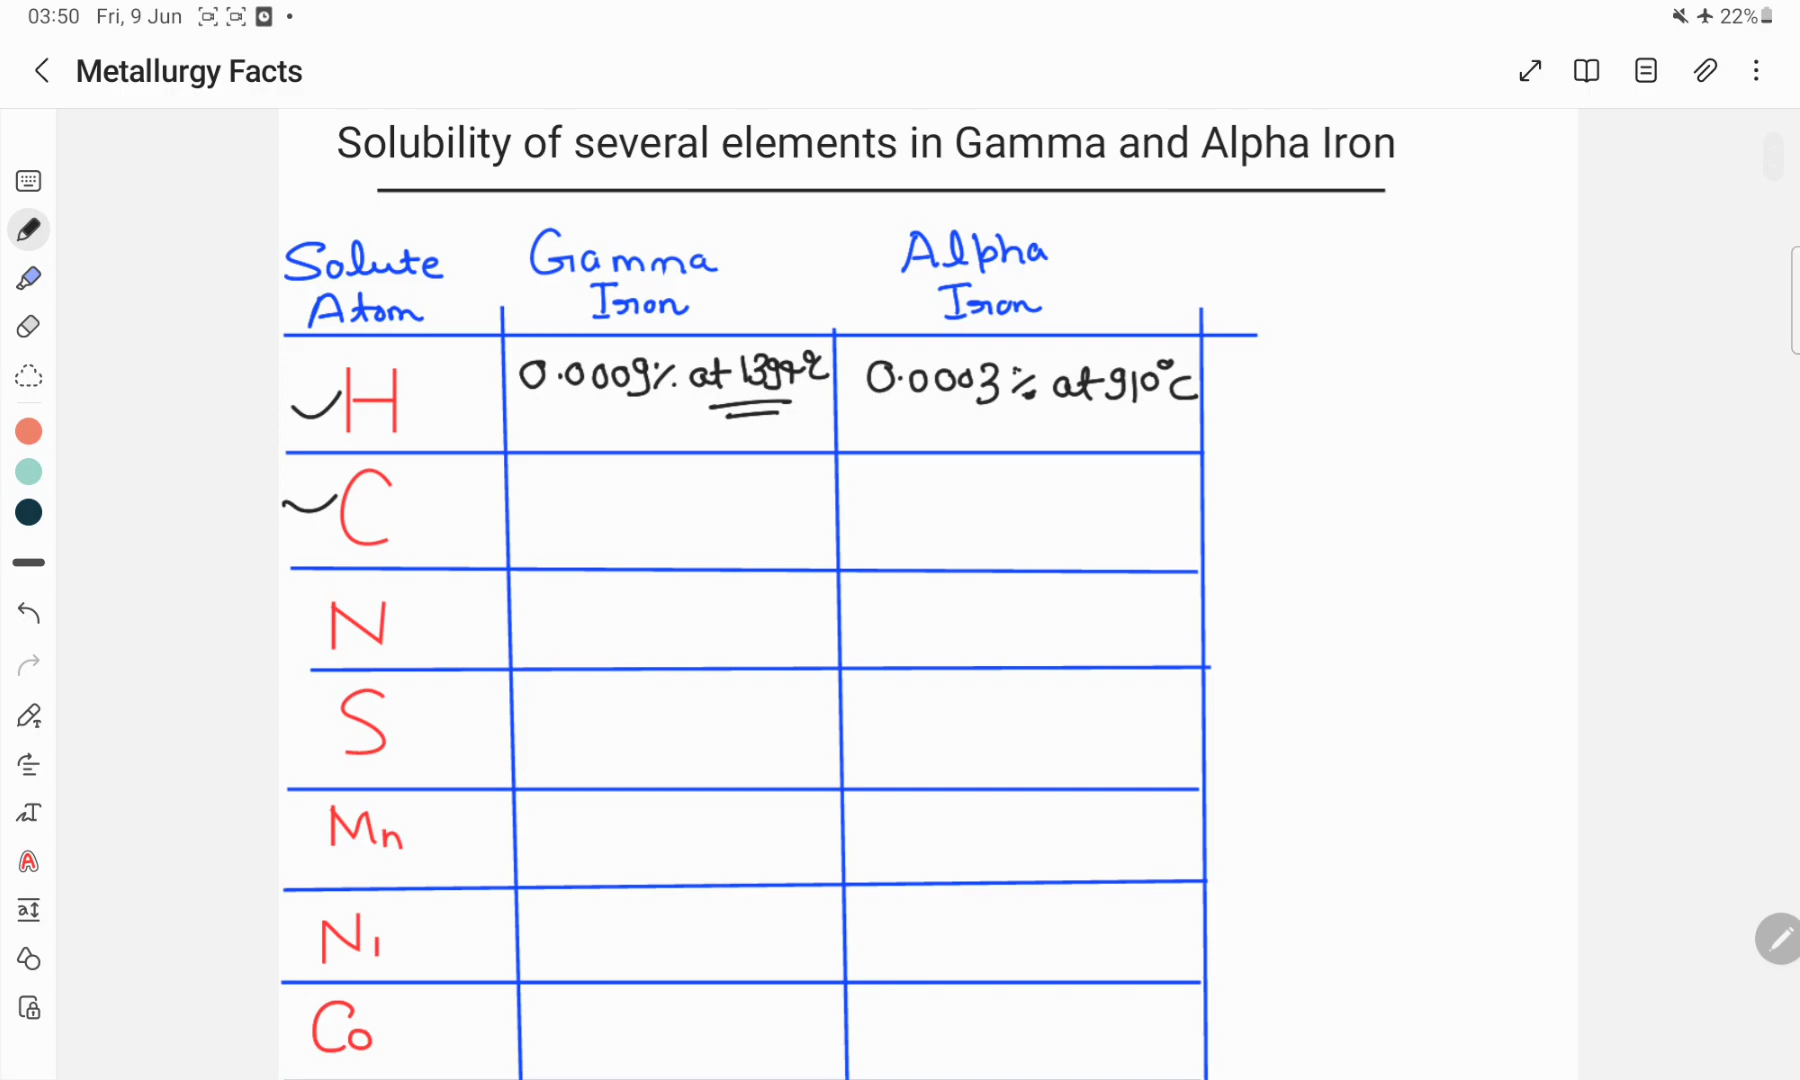 03:50 Fri, 9 Jun
22%
Metallurgy Facts
Solubility of several elements in Gamma and Alpha Iron
Solute Atom
Gamma Iron
Alpha Iron
H 0.0009% at 1394°C 0.0003% at 910°C
C
N
S
Mn
Ni
Co